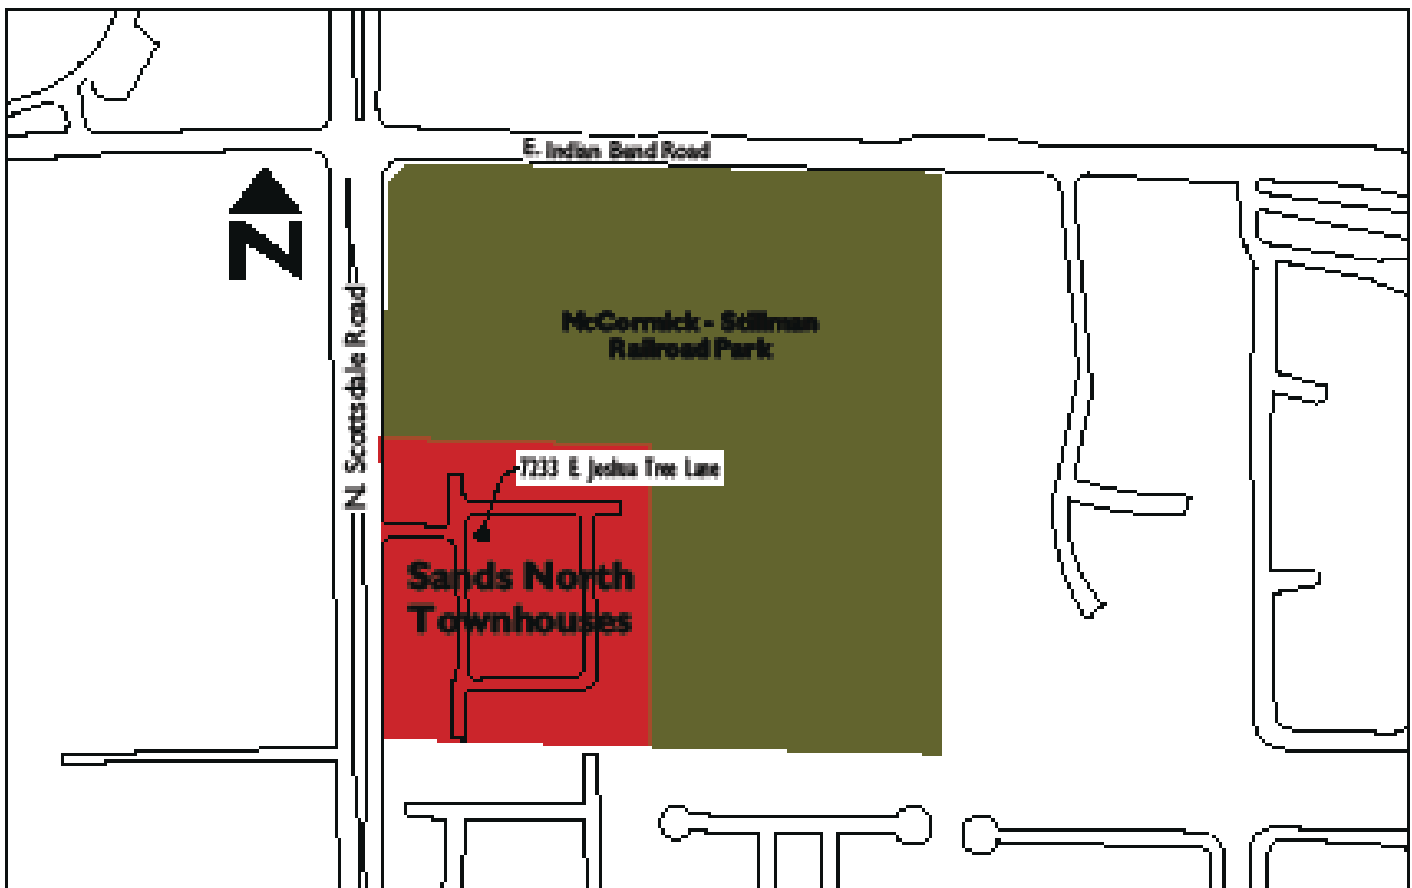 E. Indian Bend Road
N
N. Scottsdale Road
McCormick - Stillman
Railroad Park
7233 E. Joshua Tree Lane
Sands North
Townhouses